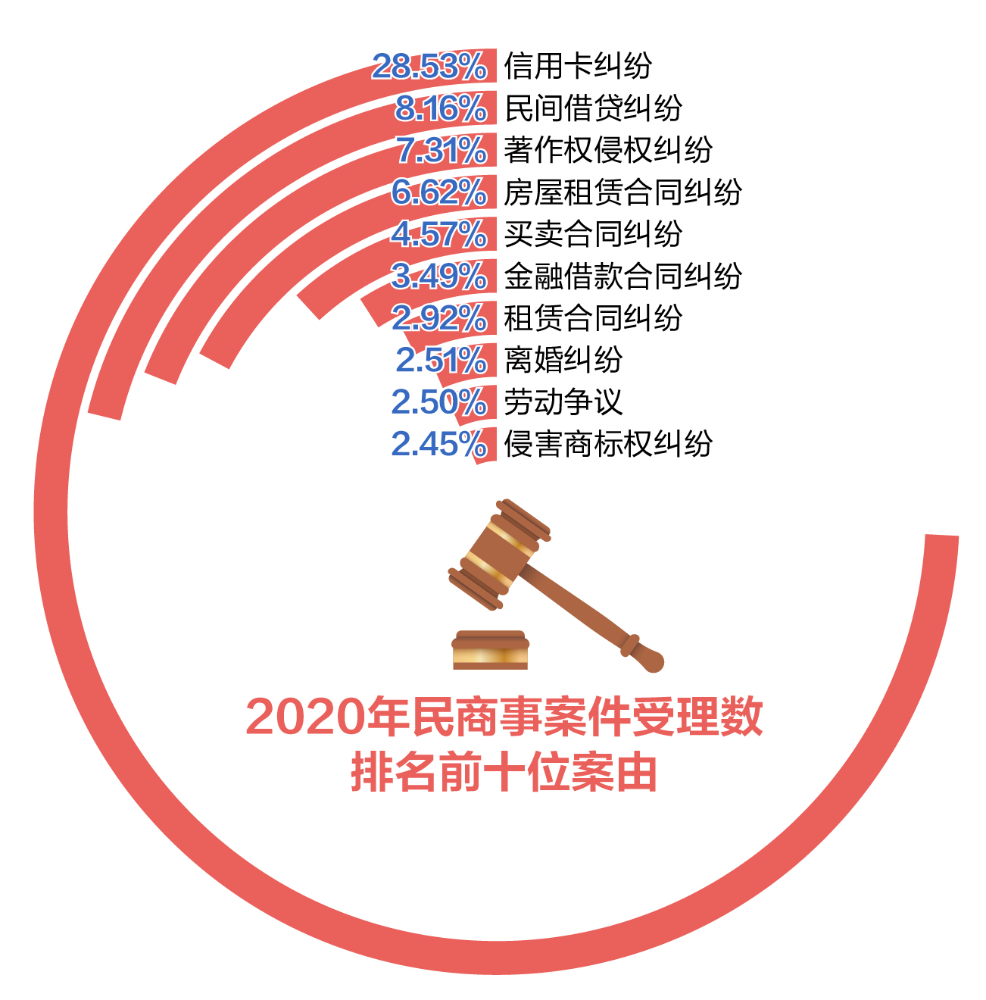 28.53% 信用卡纠纷
8.16% 民间借贷纠纷
7.31% 著作权侵权纠纷
6.62% 房屋租赁合同纠纷
4.57% 买卖合同纠纷
3.49% 金融借款合同纠纷
2.92% 租赁合同纠纷
2.51% 离婚纠纷
2.50% 劳动争议
2.45% 侵害商标权纠纷
2020年民商事案件受理数
排名前十位案由